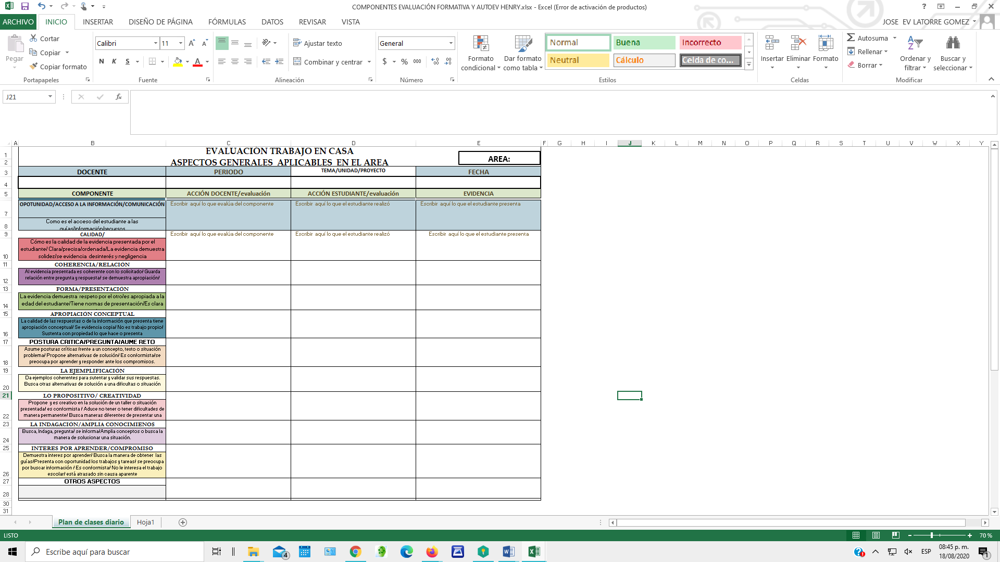 COMPONENTES EVALUACIÓN FORMATIVA Y AUTOEV HENRY.xlsx - Excel (Error de activación de productos)
ARCHIVO INICIO INSERTAR DISEÑO DE PÁGINA FÓRMULAS DATOS REVISAR VISTA JOSE EV LATORRE GOMEZ
Pegar
Cortar
Copiar
Copiar formato
Portapapeles
Calibri 11
N K S
Fuente
Ajustar texto
Combinar y centrar
Alineación
General
$ % 000
Número
Formato condicional
Dar formato como tabla
Normal Buena Incorrecto
Neutral Cálculo Celda de co...
Estilos
Insertar Eliminar Formato
Celdas
Autosuma
Rellenar
Borrar
Ordenar y filtrar
Buscar y seleccionar
Modificar
J21
fx
A B C D E F G H I J K L M N O P Q R S T U V W X Y
1
2
3
4
5
7
8
9
10
11
12
13
14
15
16
17
18
19
20
21
22
23
24
25
26
27
28
30
31
EVALUACIÓN TRABAJO EN CASA
ASPECTOS GENERALES APLICABLES EN EL AREA
AREA:
DOCENTE PERIODO TEMA/UNIDAD/PROYECTO FECHA
COMPONENTE ACCIÓN DOCENTE/evaluación ACCIÓN ESTUDIANTE/evaluación EVIDENCIA
OPOTUNIDAD/ACCESO A LA INFORMACIÓN/COMUNICACIÓN Escribir aquí lo que evalúa del componente Escribir aquí lo que el estudiante realizó Escribir aquí lo que el estudiante presenta
Como es el acceso del estudiante a las
guías/información/recursos
CALIDAD/ Escribir aquí lo que evalúa del componente Escribir aquí lo que el estudiante realizó Escribir aquí lo que el estudiante presenta
Cómo es la calidad de la evidencia presentada por el
estudiante/ Clara/precisa/ordenada/La evidencia demuestra
solidez/se evidencia desinterés y negligencia
COHERENCIA/RELACIÓN
Al evidencia presentada es coherente con lo solicitado/ Guarda
relación entre pregunta y respuesta/ se demuestra apropiación/
FORMA/PRESENTACIÓN
La evidencia demuestra respeto por el otro/es apropiada a la
edad del estudiante/Tiene normas de presentación/Es clara
APROPIACIÓN CONCEPTUAL
La calidad de las respuestas o de la información que presenta tiene
apropiación conceptual/ Se evidencia copia/ No es trabajo propio/
Sustenta con propiedad lo que hace o presenta
POSTURA CRITICA/PREGUNTA/AUME RETO
Asume posturas críticas frente a un concepto, texto o situación
problema/ Propone alternativas de solución/ Es conformista/se
preocupa por aprender y responder ante los compromisos.
LA EJEMPLIFICACIÓN
Da ejemplos coherentes para sutentar y validar sus respuestas.
Busca otras alternativas de solución a una dificultas o situación
LO PROPOSITIVO/ CREATIVIDAD
Propone y es creativo en la solución de un taller o situación
presentada/ es conformista / Aduce no tener o tener dificultades de
manera permanente/ Busca maneras diferentes de presentar una
LA INDAGACIÓN/AMPLIA CONOCIMIENOS
Busca, Indaga, pregunta/ se informa/Amplia conceptos o busca la
manera de solucionar una situación.
INTERES POR APRENDER/COMPROMISO
Demuestra interes por aprender/ Busca la manera de obtener las
guías/Presenta con oportunidad los trabajos y tareas/ se preocupa
por buscar información / Es conformista/ No le interesa el trabajo
escolar/ está atrasado sin causa aparente
OTROS ASPECTOS
Plan de clases diario Hoja1
LISTO 70 %
Escribe aquí para buscar
4
ESP
08:45 p. m.
18/08/2020
1